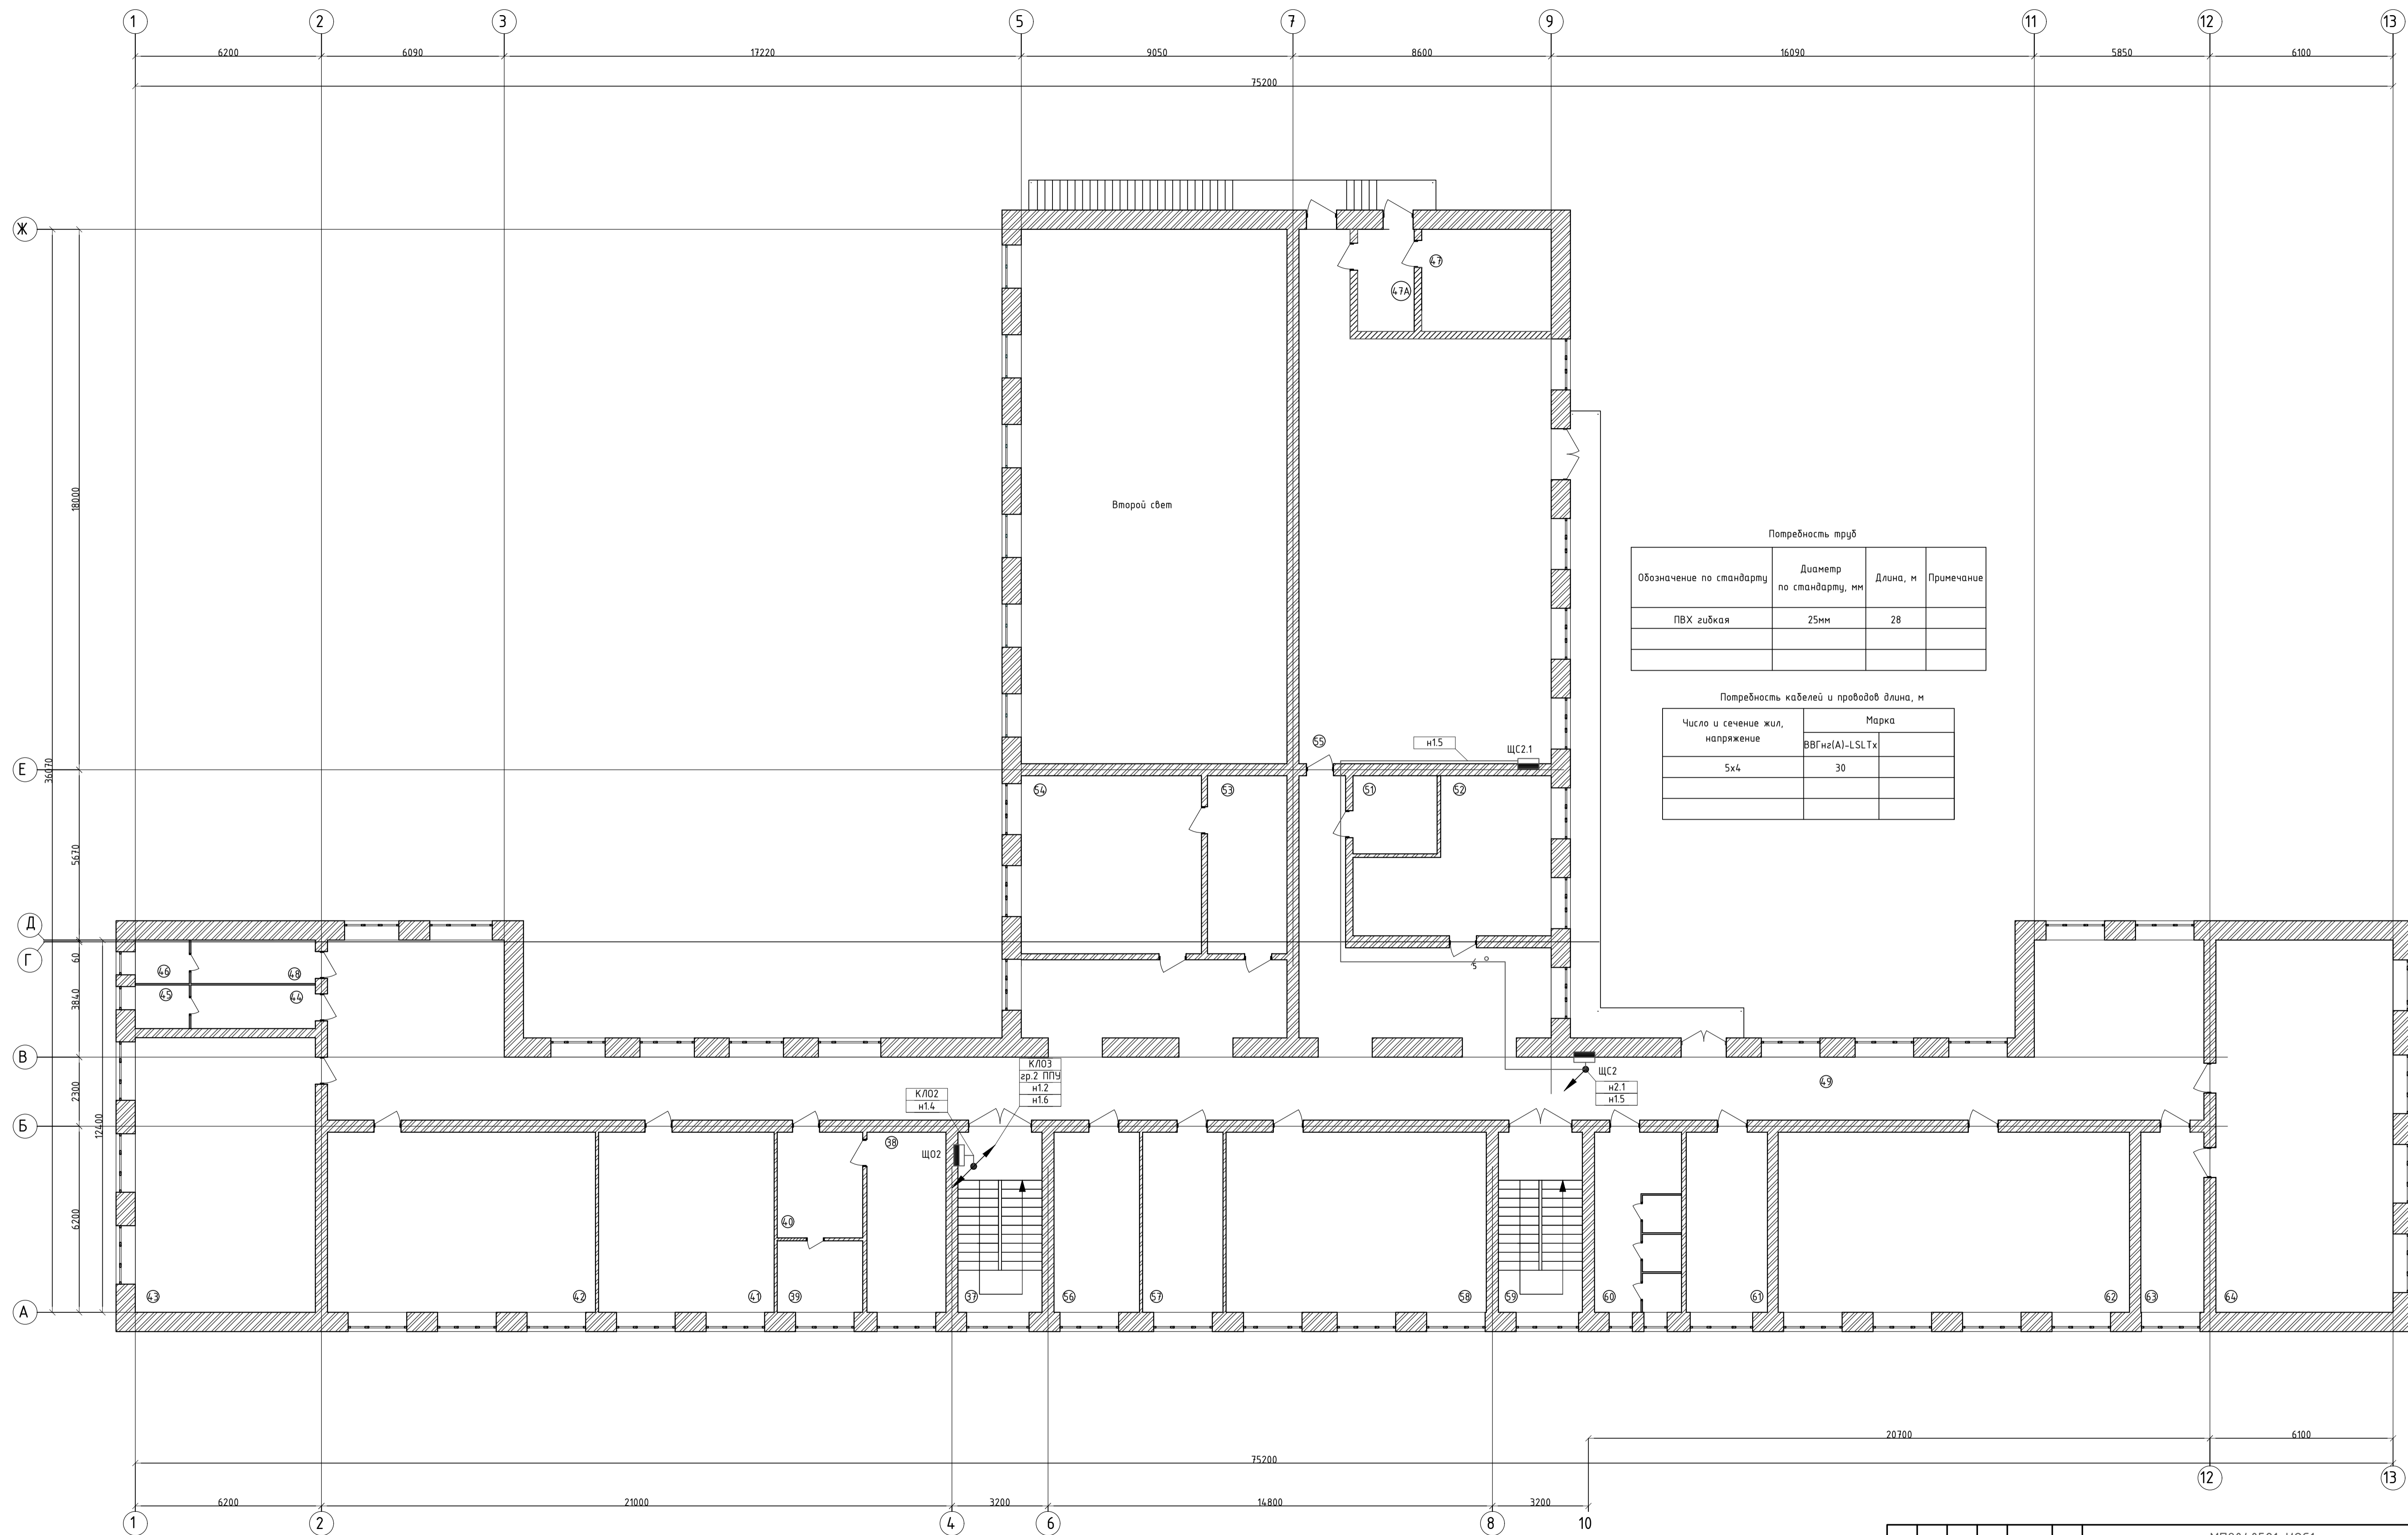 1 2 3 5 7 9 11 12 13
6200 6090 17220 9050 8600 16090 5850 6100
75200
Ж
47
47А
18000
Второй свет
Потребность труб
Обозначение по стандарту
Диаметр по стандарту, мм
Длина, м
Примечание
ПВХ гибкая 25мм 28
Потребность кабелей и проводов длина, м
Число и сечение жил, напряжение
Марка
ВВГнг(А)-LSLTx
5х4 30
55
н1.5
ЩС2.1
Е
36070
54 53 51 52
5670
Д
Г
60
46 48
45 44
5
3840
В
КЛО3
гр.2 ППУ
н1.2
н1.6
КЛО2
н1.4
ЩС2
н2.1
н1.5
49
2300
Б
12400
38
ЩО2
6200
40
43 42 41 39 37 56 57 58 59 60 61 62 63 64
А
20700 6100
75200
12 13
6200 21000 3200 14800 3200
1 2 4 6 8 10